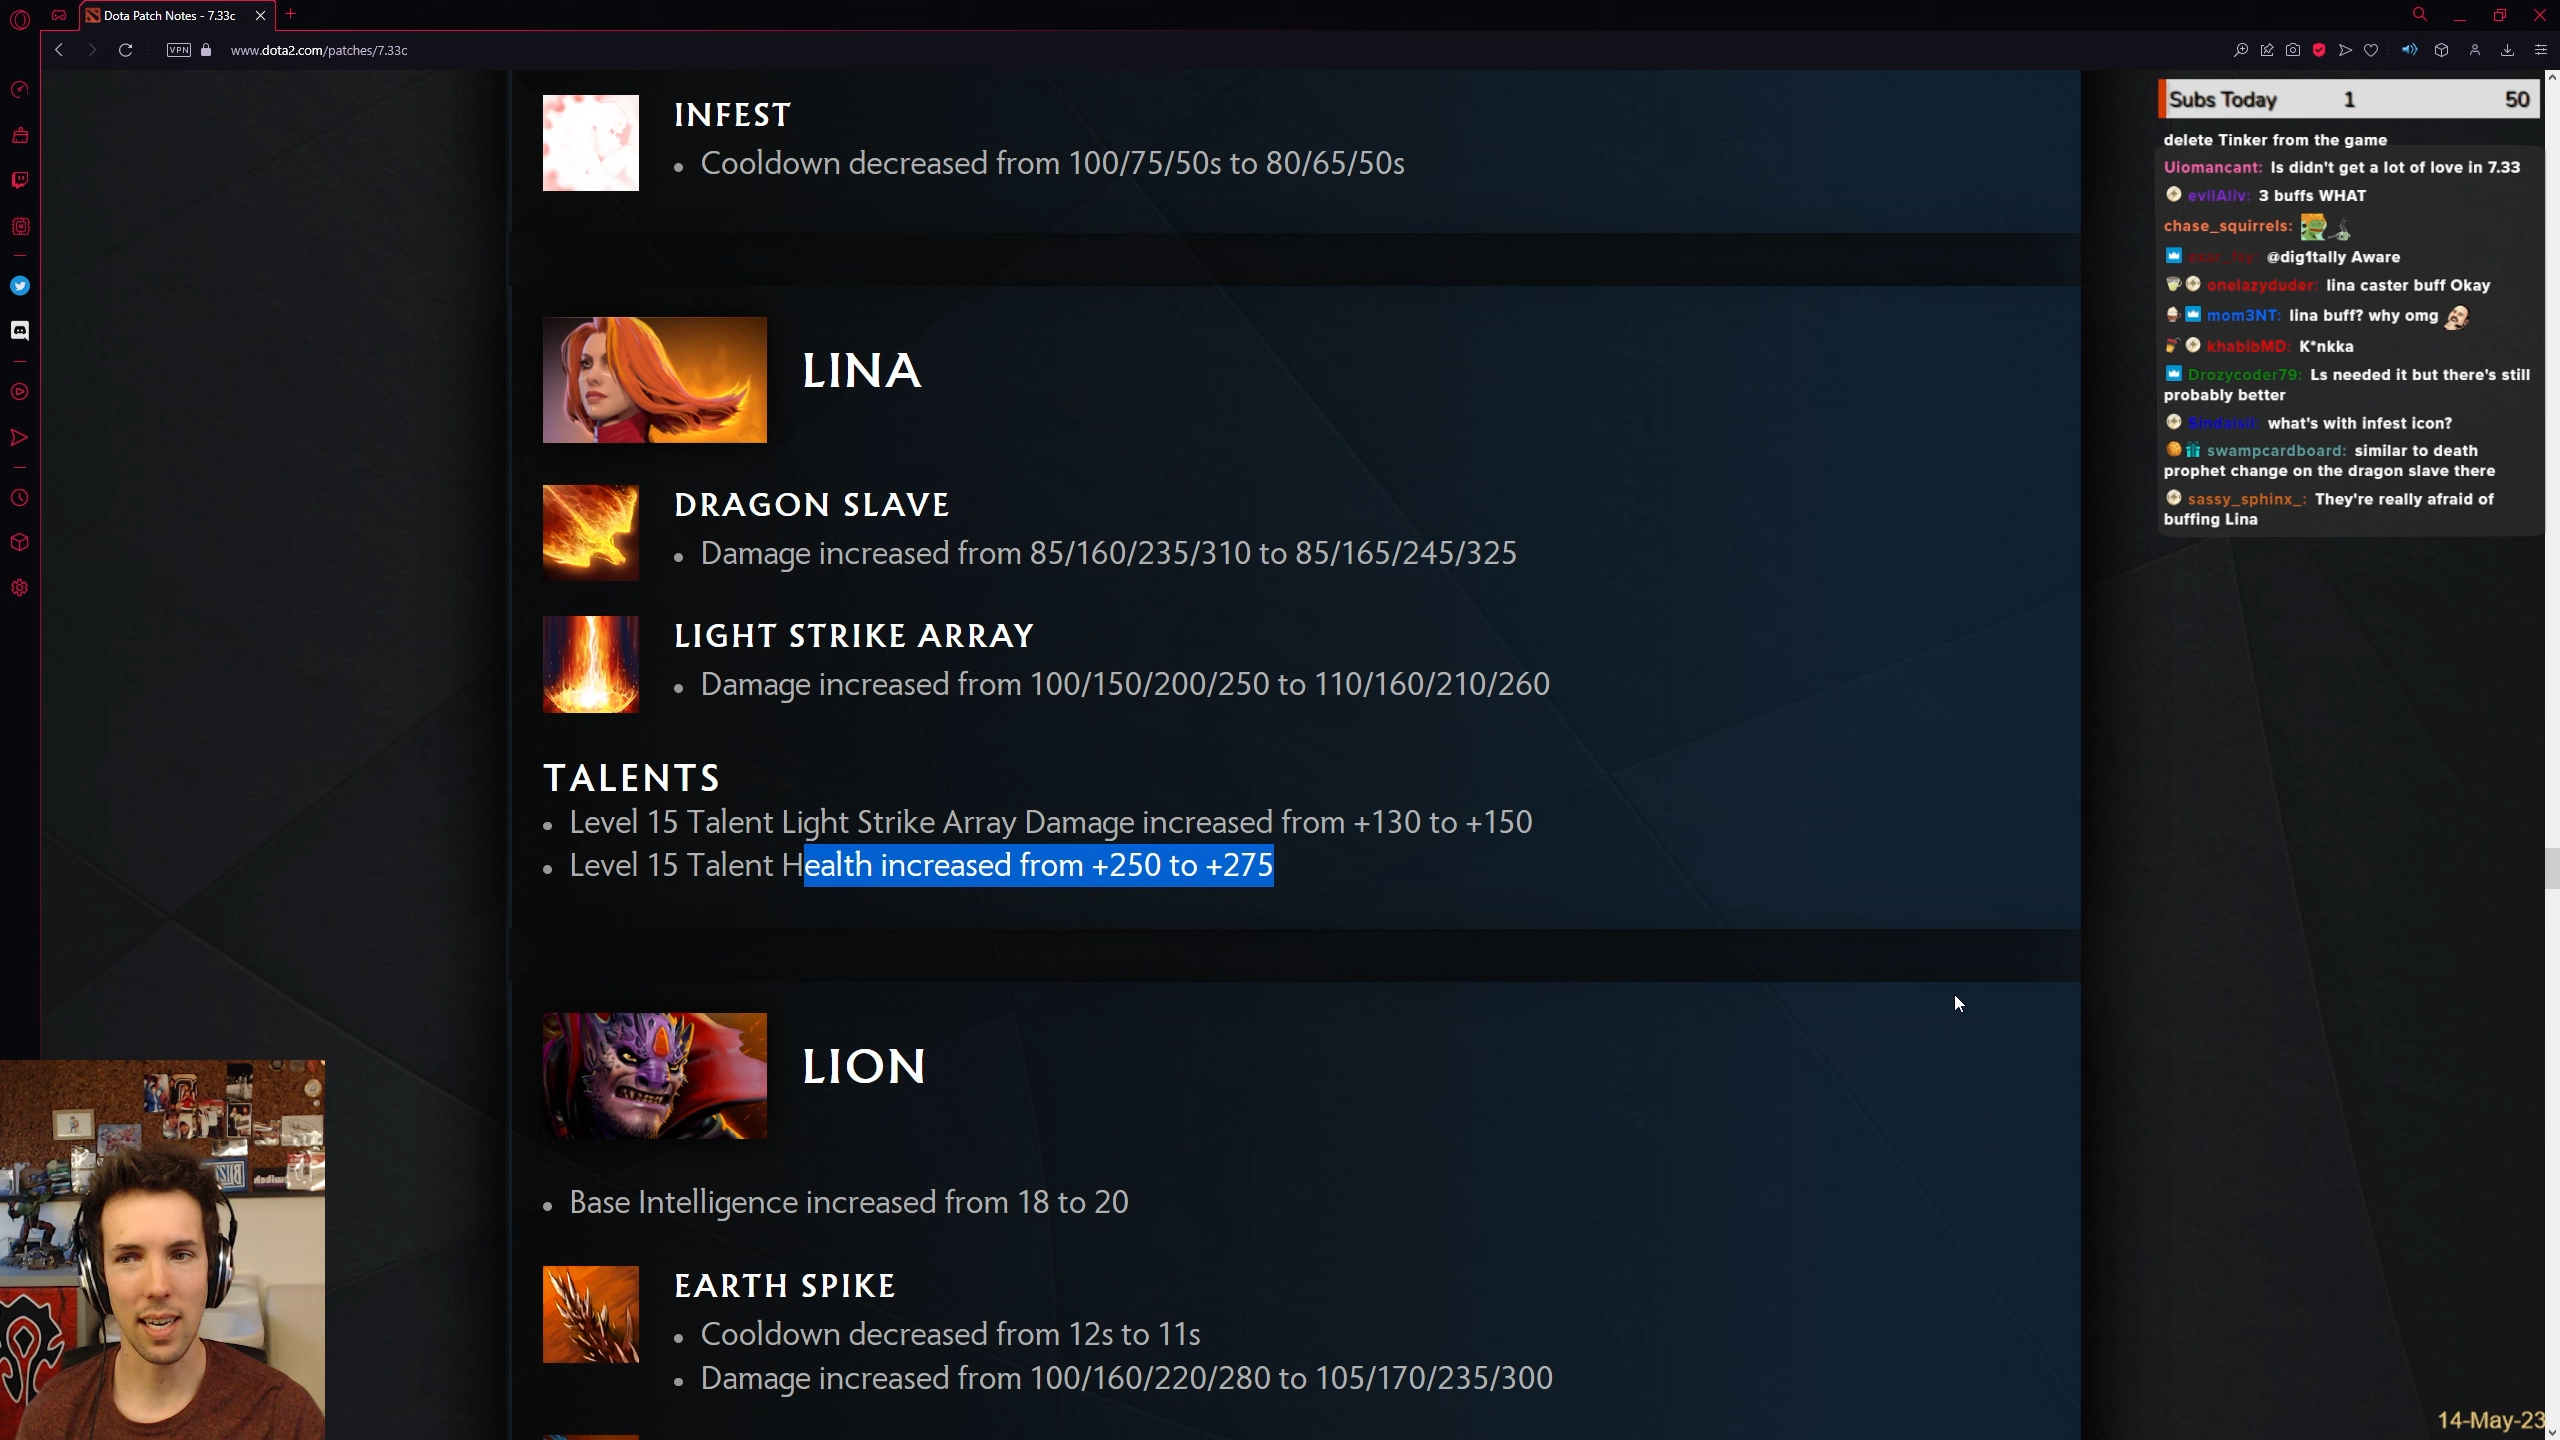 Dota Patch Notes - 7.33c
VPN
www.dota2.com/patches/7.33c
INFEST
• Cooldown decreased from 100/75/50s to 80/65/50s
LINA
DRAGON SLAVE
• Damage increased from 85/160/235/310 to 85/165/245/325
LIGHT STRIKE ARRAY
• Damage increased from 100/150/200/250 to 110/160/210/260
TALENTS
• Level 15 Talent Light Strike Array Damage increased from +130 to +150
• Level 15 Talent Health increased from +250 to +275
LION
• Base Intelligence increased from 18 to 20
EARTH SPIKE
• Cooldown decreased from 12s to 11s
• Damage increased from 100/160/220/280 to 105/170/235/300
Subs Today 1 50
delete Tinker from the game
Uiomancant: ls didn't get a lot of love in 7.33
evilAliv: 3 buffs WHAT
chase_squirrels:
@dig1tally Aware
onelazyduder: lina caster buff Okay
mom3NT: lina buff? why omg
khabibMD: K*nkka
Drozycoder79: Ls needed it but there's still
probably better
what's with infest icon?
swampcardboard: similar to death
prophet change on the dragon slave there
sassy_sphinx_: They're really afraid of
buffing Lina
14-May-23